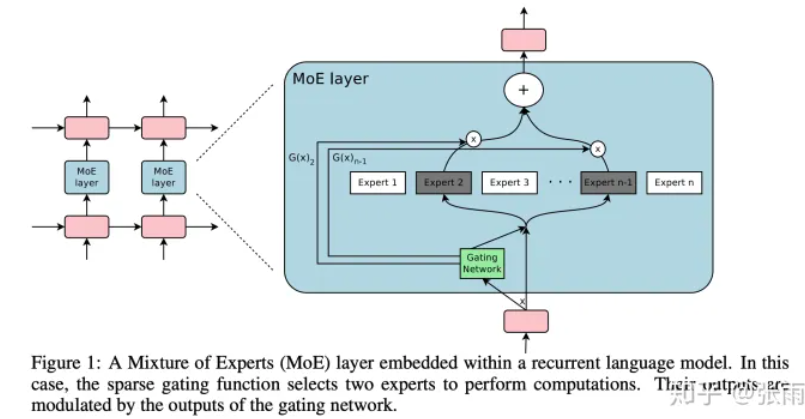 MoE layer
+
x
x
G(x)2
G(x)n-1
MoE
layer
MoE
layer
Expert 1
Expert 2
Expert 3
. . .
Expert n-1
Expert n
Gating
Network
x
Figure 1: A Mixture of Experts (MoE) layer embedded within a recurrent language model. In this
case, the sparse gating function selects two experts to perform computations. Their outputs are
modulated by the outputs of the gating network.
知乎 @张雨